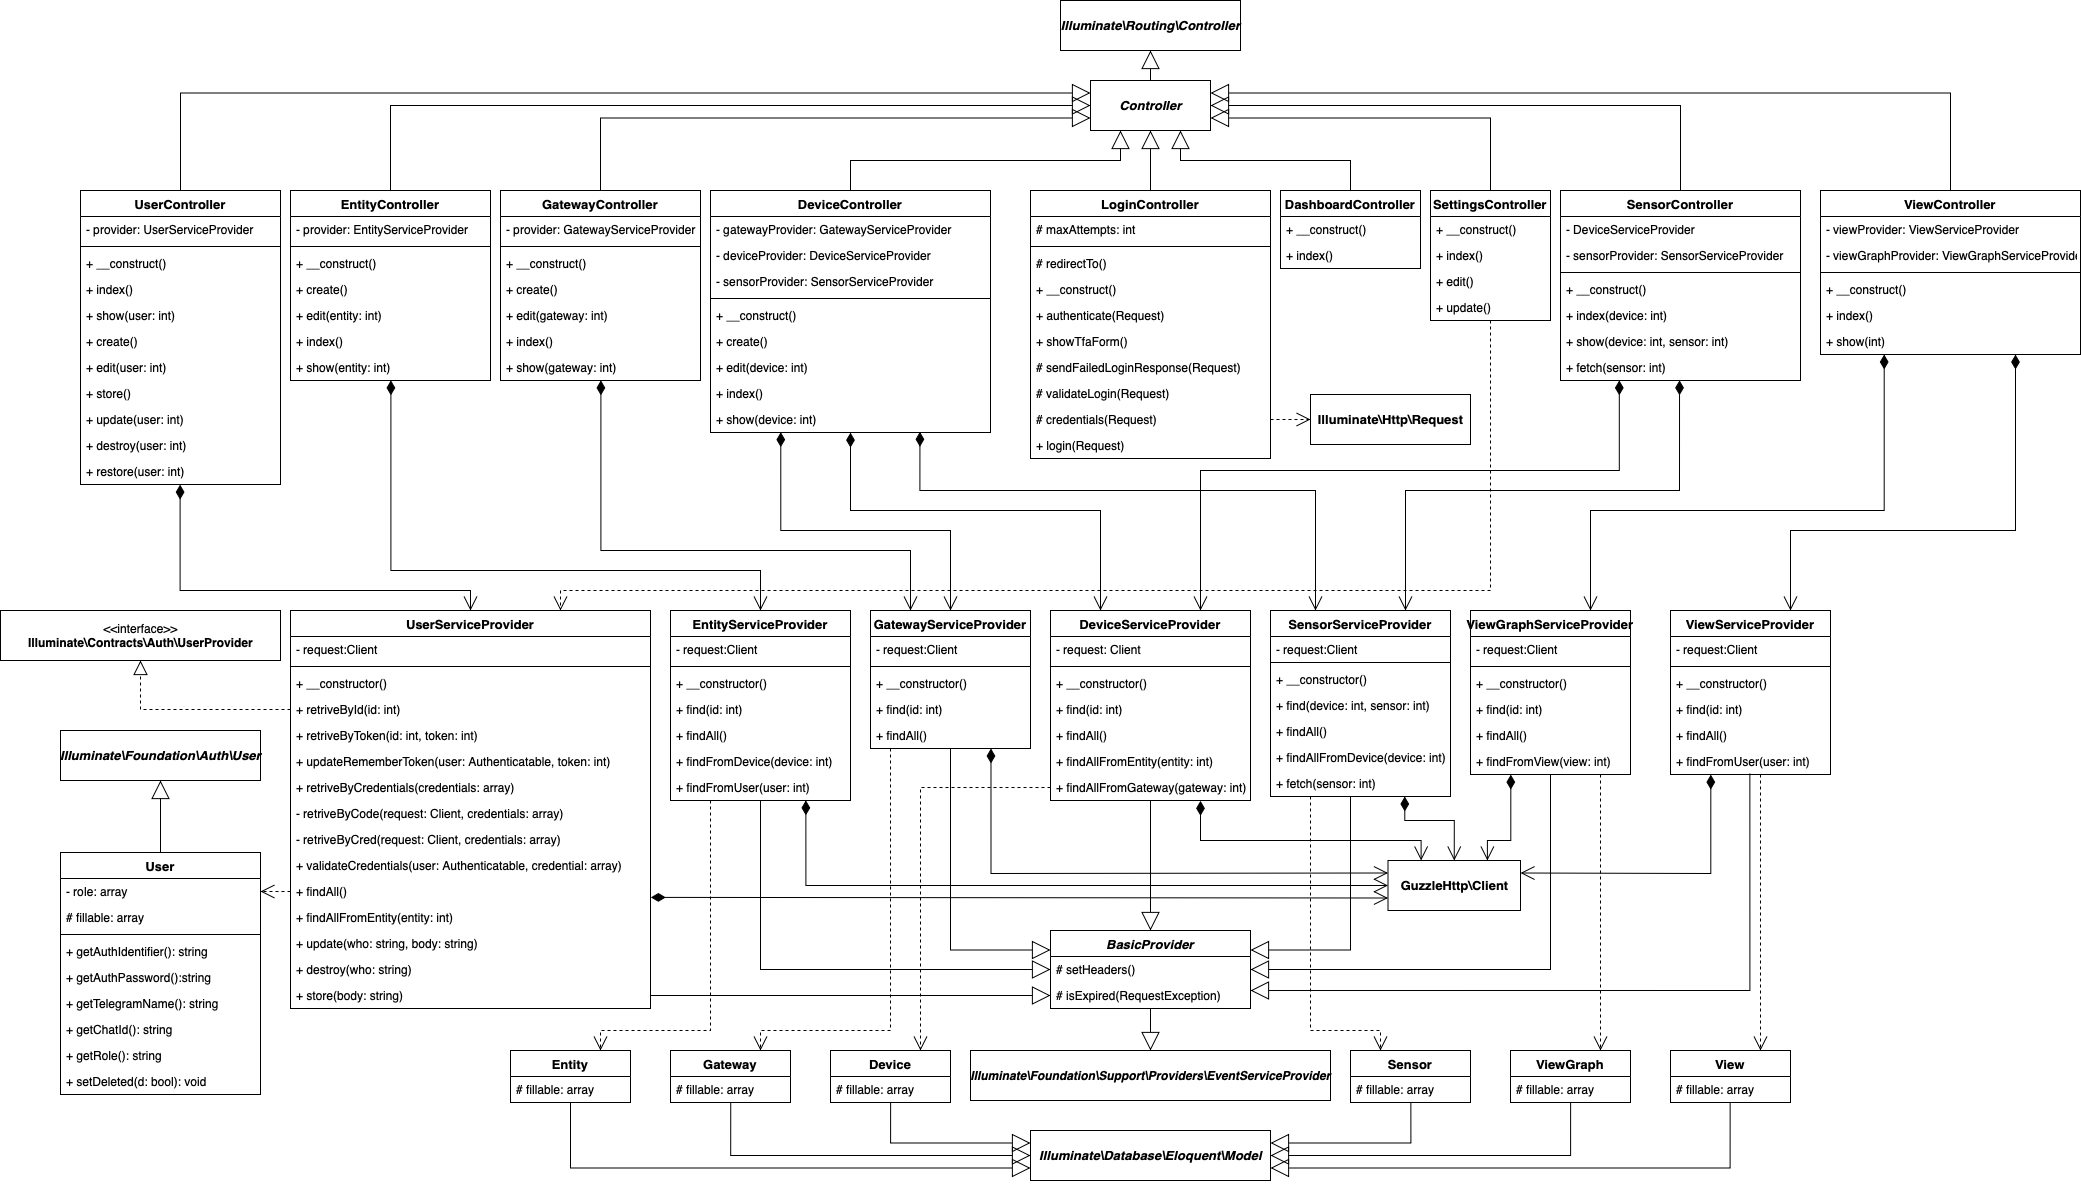 Illuminate\Routing\Controller
Controller
UserController
- provider: UserServiceProvider
+ __construct()
+ index()
+ show(user: int)
+ create()
+ edit(user: int)
+ store()
+ update(user: int)
+ destroy(user: int)
+ restore(user: int)
EntityController
- provider: EntityServiceProvider
+ __construct()
+ create()
+ edit(entity: int)
+ index()
+ show(entity: int)
GatewayController
- provider: GatewayServiceProvider
+ __construct()
+ create()
+ edit(gateway: int)
+ index()
+ show(gateway: int)
DeviceController
- gatewayProvider: GatewayServiceProvider
- deviceProvider: DeviceServiceProvider
- sensorProvider: SensorServiceProvider
+ __construct()
+ create()
+ edit(device: int)
+ index()
+ show(device: int)
LoginController
# maxAttempts: int
# redirectTo()
+ __construct()
+ authenticate(Request)
+ showTfaForm()
# sendFailedLoginResponse(Request)
# validateLogin(Request)
# credentials(Request)
+ login(Request)
DashboardController
+ __construct()
+ index()
SettingsController
+ __construct()
+ index()
+ edit()
+ update()
SensorController
- DeviceServiceProvider
- sensorProvider: SensorServiceProvider
+ __construct()
+ index(device: int)
+ show(device: int, sensor: int)
+ fetch(sensor: int)
ViewController
- viewProvider: ViewServiceProvider
- viewGraphProvider: ViewGraphServiceProvide
+ __construct()
+ index()
+ show(int)
Illuminate\Http\Request
<<interface>>
Illuminate\Contracts\Auth\UserProvider
UserServiceProvider
- request:Client
+ __constructor()
+ retriveById(id: int)
+ retriveByToken(id: int, token: int)
+ updateRememberToken(user: Authenticatable, token: int)
+ retriveByCredentials(credentials: array)
- retriveByCode(request: Client, credentials: array)
- retriveByCred(request: Client, credentials: array)
+ validateCredentials(user: Authenticatable, credential: array)
+ findAll()
+ findAllFromEntity(entity: int)
+ update(who: string, body: string)
+ destroy(who: string)
+ store(body: string)
EntityServiceProvider
- request:Client
+ __constructor()
+ find(id: int)
+ findAll()
+ findFromDevice(device: int)
+ findFromUser(user: int)
GatewayServiceProvider
- request:Client
+ __constructor()
+ find(id: int)
+ findAll()
DeviceServiceProvider
- request: Client
+ __constructor()
+ find(id: int)
+ findAll()
+ findAllFromEntity(entity: int)
+ findAllFromGateway(gateway: int)
SensorServiceProvider
- request:Client
+ __constructor()
+ find(device: int, sensor: int)
+ findAll()
+ findAllFromDevice(device: int)
+ fetch(sensor: int)
ViewGraphServiceProvider
- request:Client
+ __constructor()
+ find(id: int)
+ findAll()
+ findFromView(view: int)
ViewServiceProvider
- request:Client
+ __constructor()
+ find(id: int)
+ findAll()
+ findFromUser(user: int)
Illuminate\Foundation\Auth\User
User
- role: array
# fillable: array
+ getAuthIdentifier(): string
+ getAuthPassword():string
+ getTelegramName(): string
+ getChatId(): string
+ getRole(): string
+ setDeleted(d: bool): void
GuzzleHttp\Client
BasicProvider
# setHeaders()
# isExpired(RequestException)
Entity
# fillable: array
Gateway
# fillable: array
Device
# fillable: array
Illuminate\Foundation\Support\Providers\EventServiceProvider
Sensor
# fillable: array
ViewGraph
# fillable: array
View
# fillable: array
Illuminate\Database\Eloquent\Model